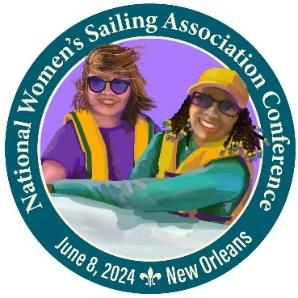 National Women's Sailing Association Conference
June 8, 2024 ⚜ New Orleans